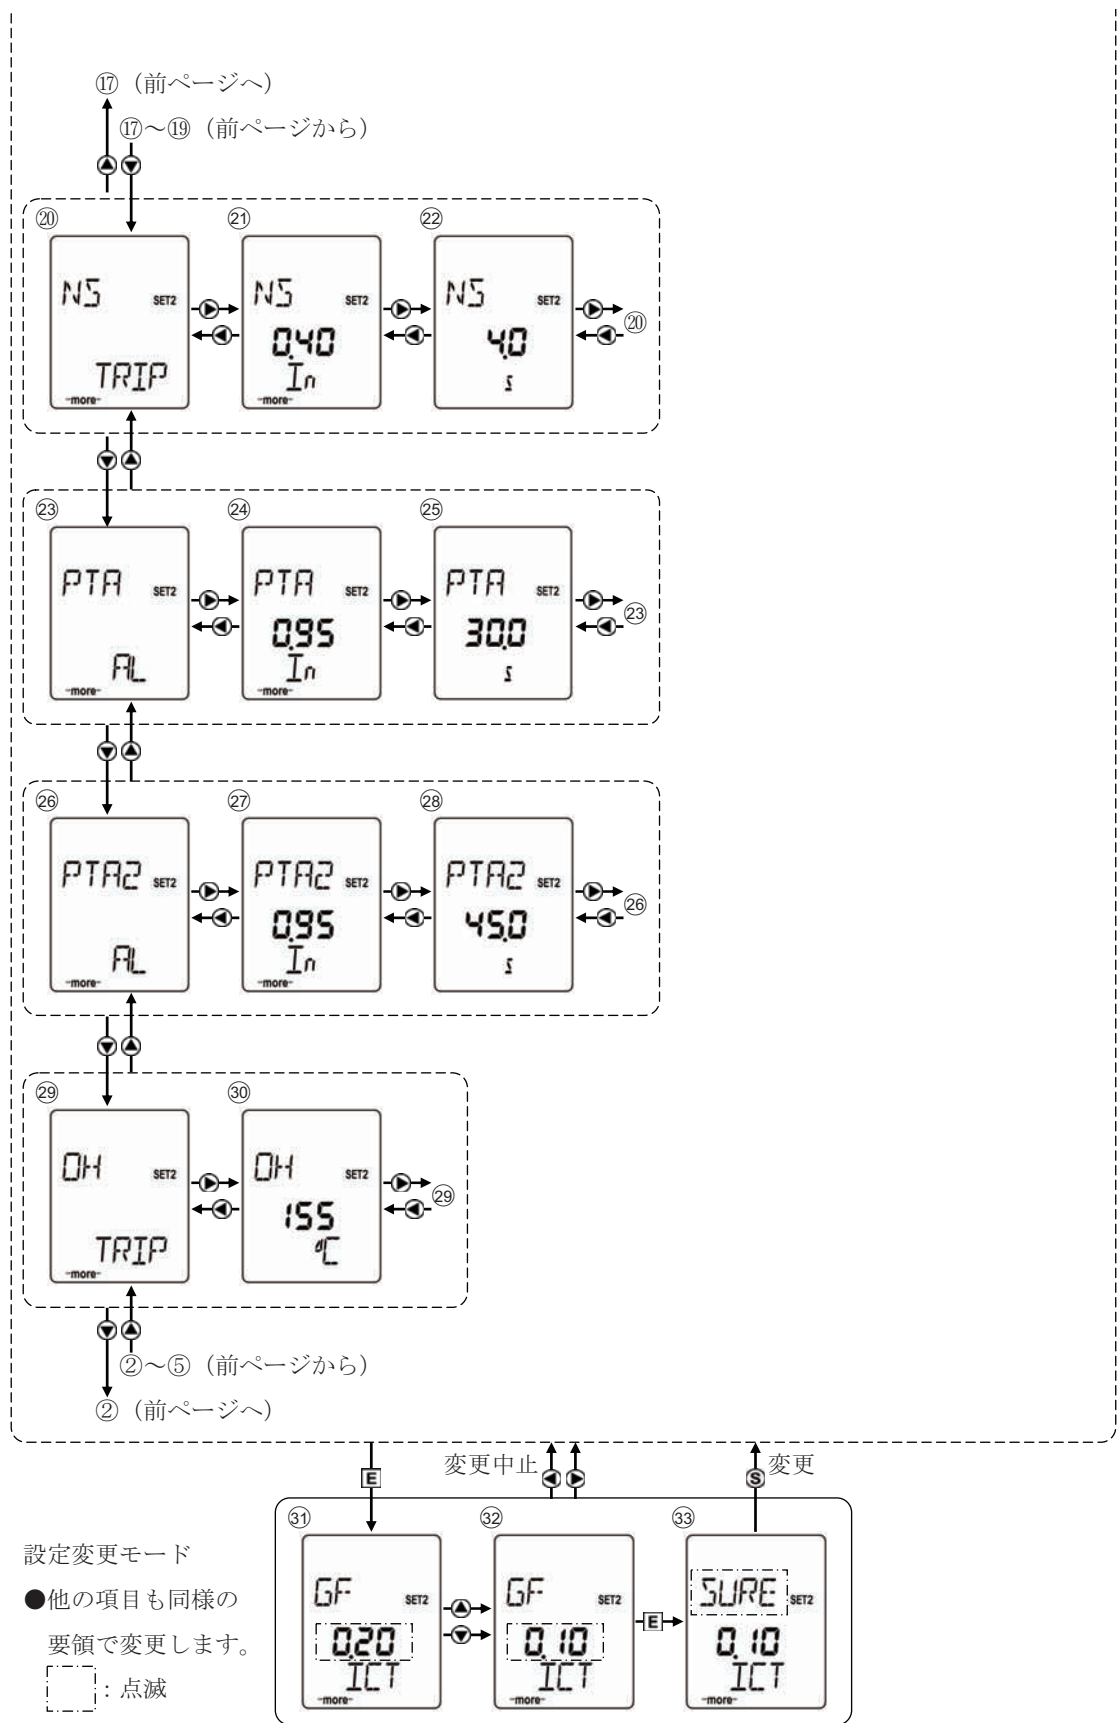 ⑰（前ページへ）
⑰～⑲（前ページから）
⑳ ㉑ ㉒
NS SET2 NS SET2 NS SET2
⑳
0.40 4.0
TRIP In s
-more- -more-
㉓ ㉔ ㉕
PTA SET2 PTA SET2 PTA SET2
㉓
0.95 30.0
AL In s
-more- -more-
㉖ ㉗ ㉘
PTA2 SET2 PTA2 SET2 PTA2 SET2
㉖
0.95 45.0
AL In s
-more- -more-
㉙ ㉚
OH SET2 OH SET2
㉙
155
TRIP °C
-more-
②～⑤（前ページから）
②（前ページへ）
E 変更中止 S 変更
㉛ ㉜ ㉝
GF SET2 GF SET2 SURE SET2
E
0.20 0.10 0.10
ICT ICT ICT
-more- -more- -more-
設定変更モード
●他の項目も同様の
要領で変更します。
：点滅